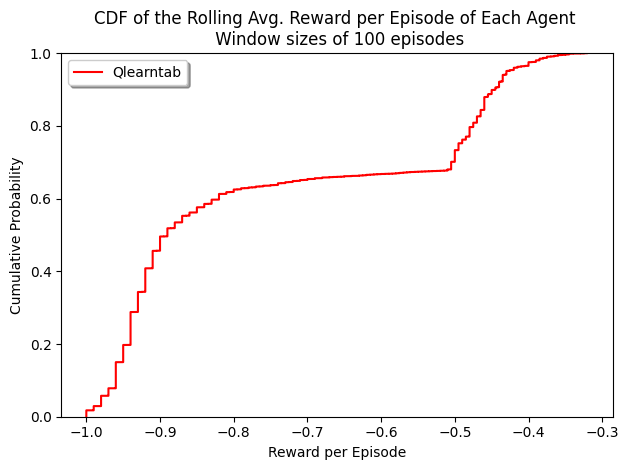 CDF of the Rolling Avg. Reward per Episode of Each Agent
Window sizes of 100 episodes
Qlearntab
Cumulative Probability
1.0
0.8
0.6
0.4
0.2
0.0
−1.0 −0.9 −0.8 −0.7 −0.6 −0.5 −0.4 −0.3
Reward per Episode